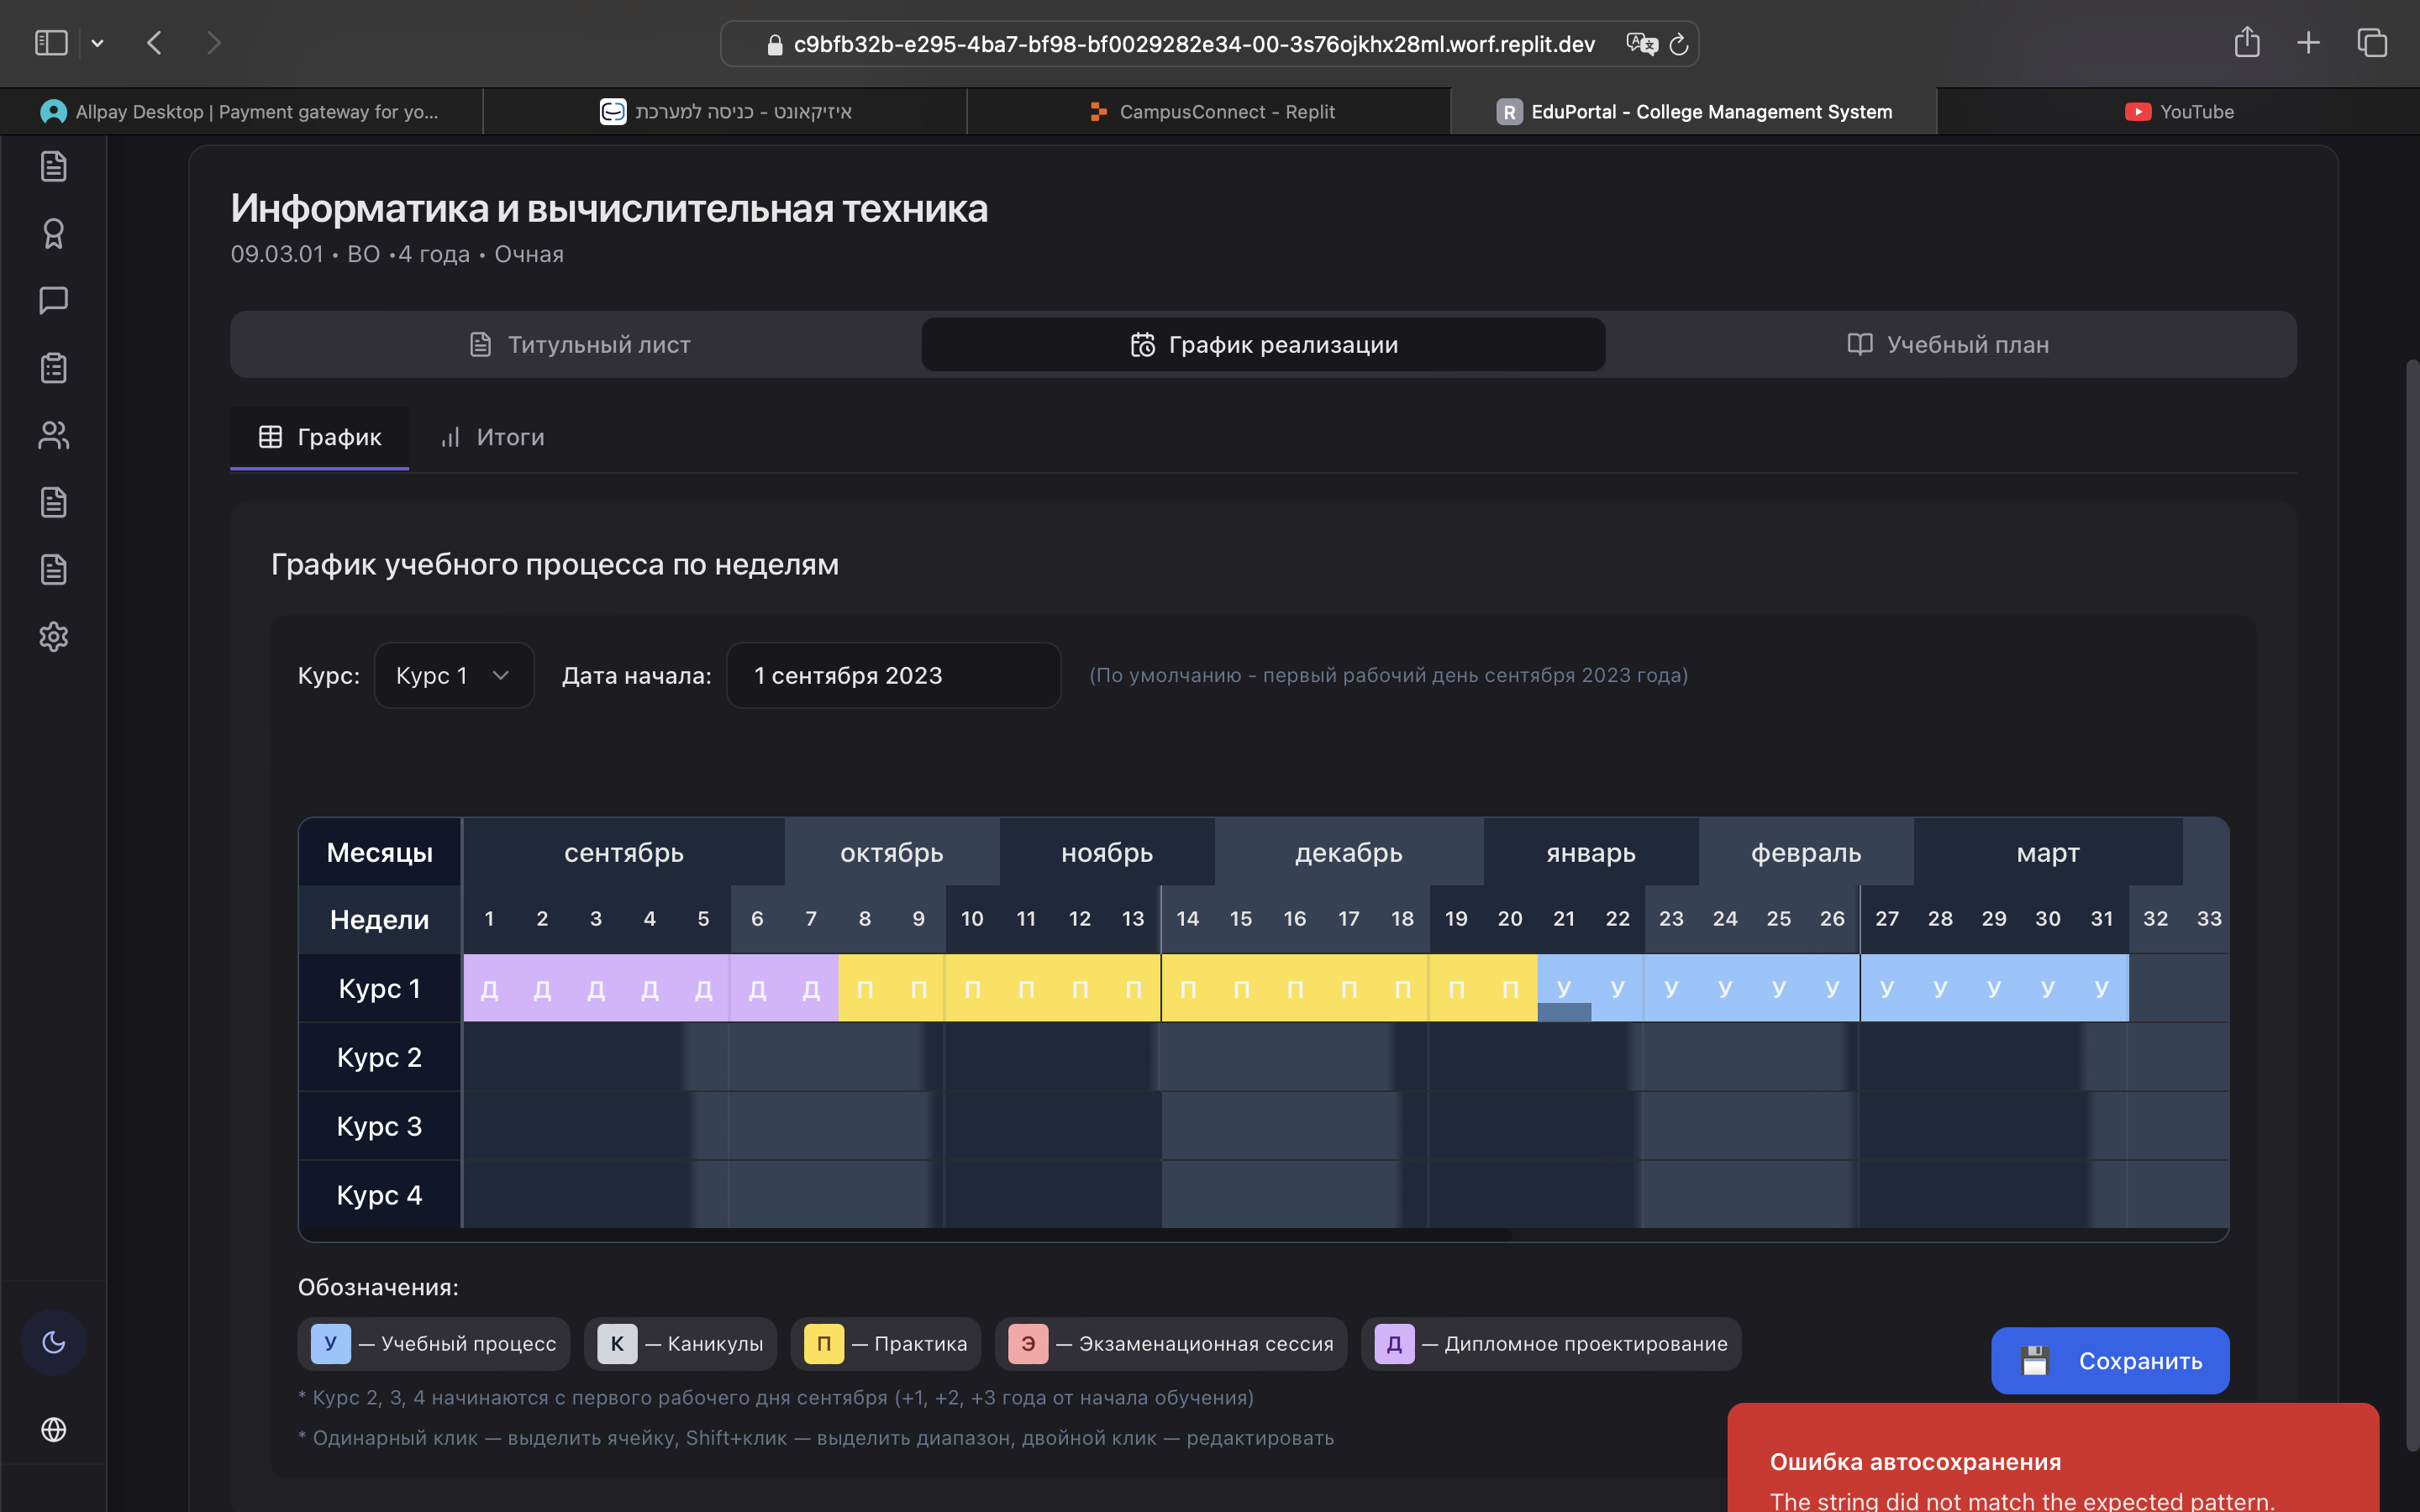 c9bfb32b-e295-4ba7-bf98-bf0029282e34-00-3s76ojkhx28ml.worf.replit.dev
Allpay Desktop | Payment gateway for yo...
איזיקאונט - כניסה למערכת
CampusConnect - Replit
R EduPortal - College Management System
YouTube
Информатика и вычислительная техника
09.03.01 • ВО •4 года • Очная
Титульный лист
График реализации
Учебный план
График
Итоги
График учебного процесса по неделям
Курс: Курс 1 Дата начала: 1 сентября 2023 (По умолчанию - первый рабочий день сентября 2023 года)
Месяцы сентябрь октябрь ноябрь декабрь январь февраль март
Недели 1 2 3 4 5 6 7 8 9 10 11 12 13 14 15 16 17 18 19 20 21 22 23 24 25 26 27 28 29 30 31 32 33
Курс 1 Д Д Д Д Д Д Д П П П П П П П П П П П П П У У У У У У У У У У У
Курс 2
Курс 3
Курс 4
Обозначения:
У — Учебный процесс К — Каникулы П — Практика Э — Экзаменационная сессия Д — Дипломное проектирование
Сохранить
* Курс 2, 3, 4 начинаются с первого рабочего дня сентября (+1, +2, +3 года от начала обучения)
* Одинарный клик — выделить ячейку, Shift+клик — выделить диапазон, двойной клик — редактировать
Ошибка автосохранения
The string did not match the expected pattern.